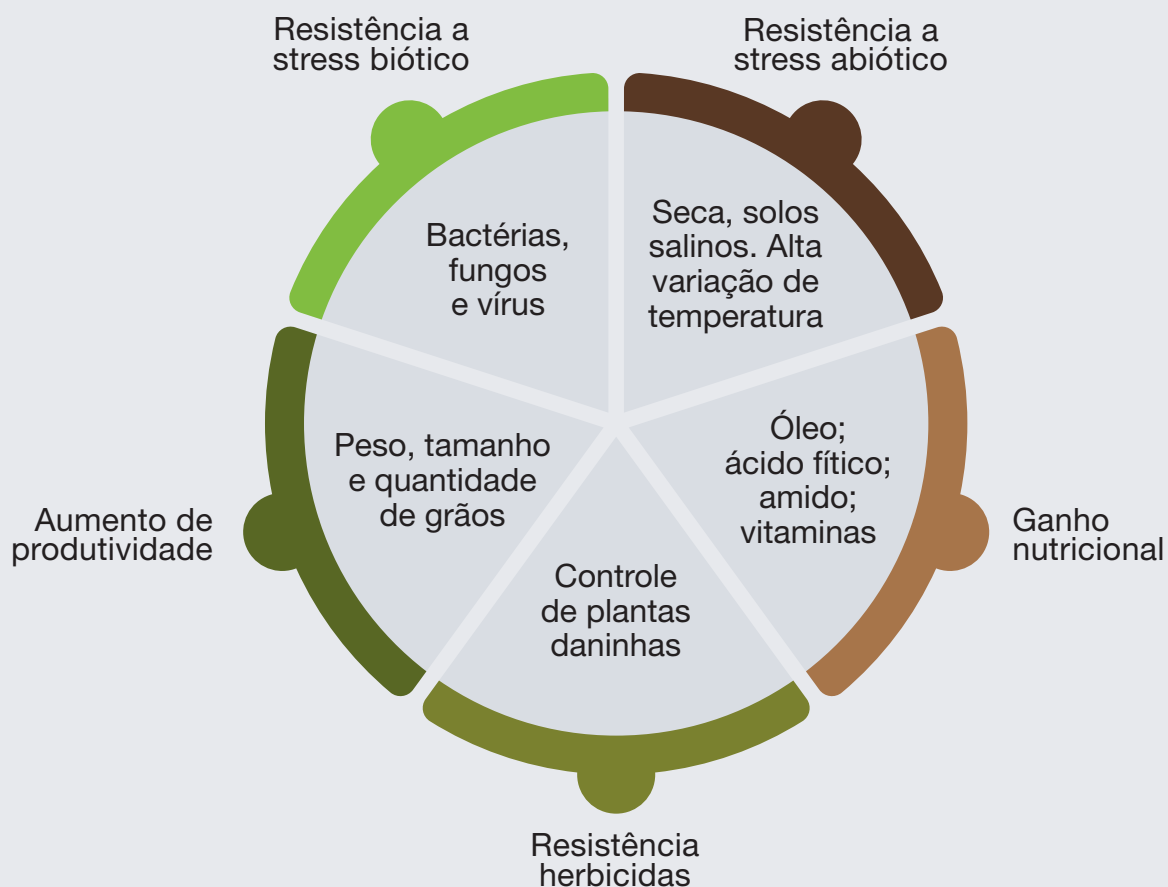 Resistência a
stress biótico
Resistência a
stress abiótico
Bactérias,
fungos
e vírus
Seca, solos
salinos. Alta
variação de
temperatura
Peso, tamanho
e quantidade
de grãos
Óleo;
ácido fítico;
amido;
vitaminas
Aumento de
produtividade
Ganho
nutricional
Controle
de plantas
daninhas
Resistência
herbicidas